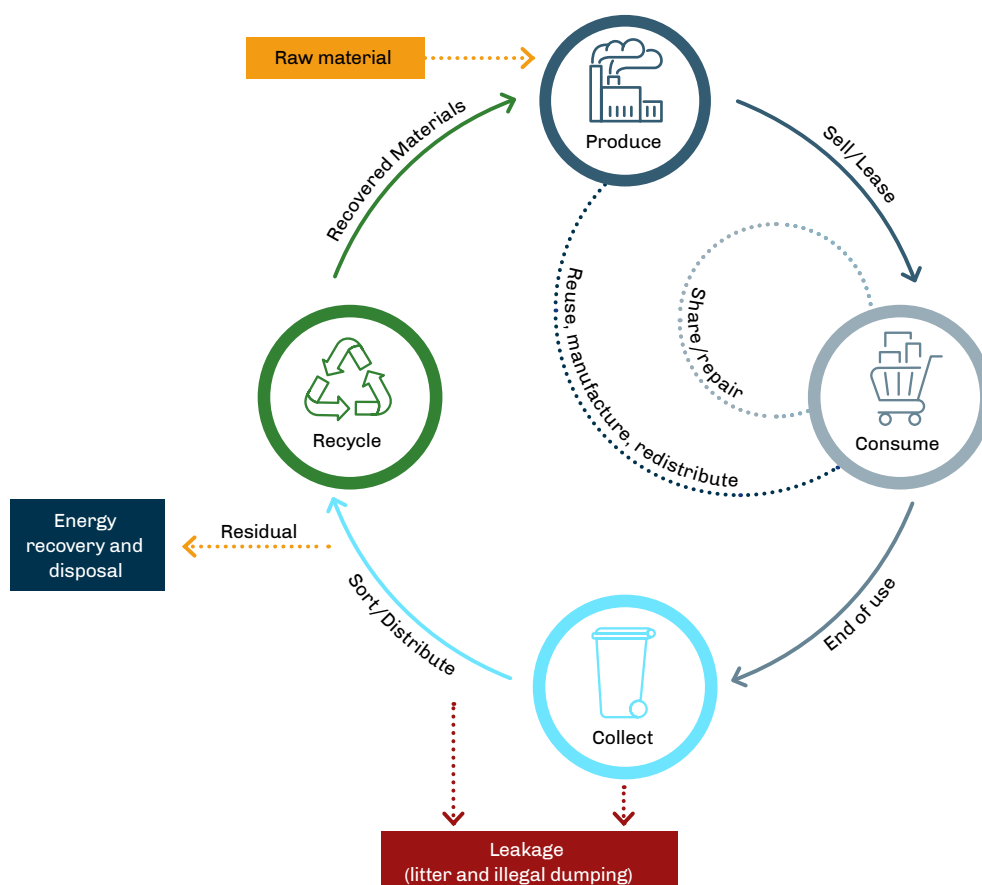 Raw material
Produce
Recovered Materials
Sell/Lease
Share/repair
Reuse, manufacture, redistribute
Recycle
Consume
Energy
recovery and
disposal
Residual
Sort/Distribute
End of use
Collect
Leakage
(litter and illegal dumping)